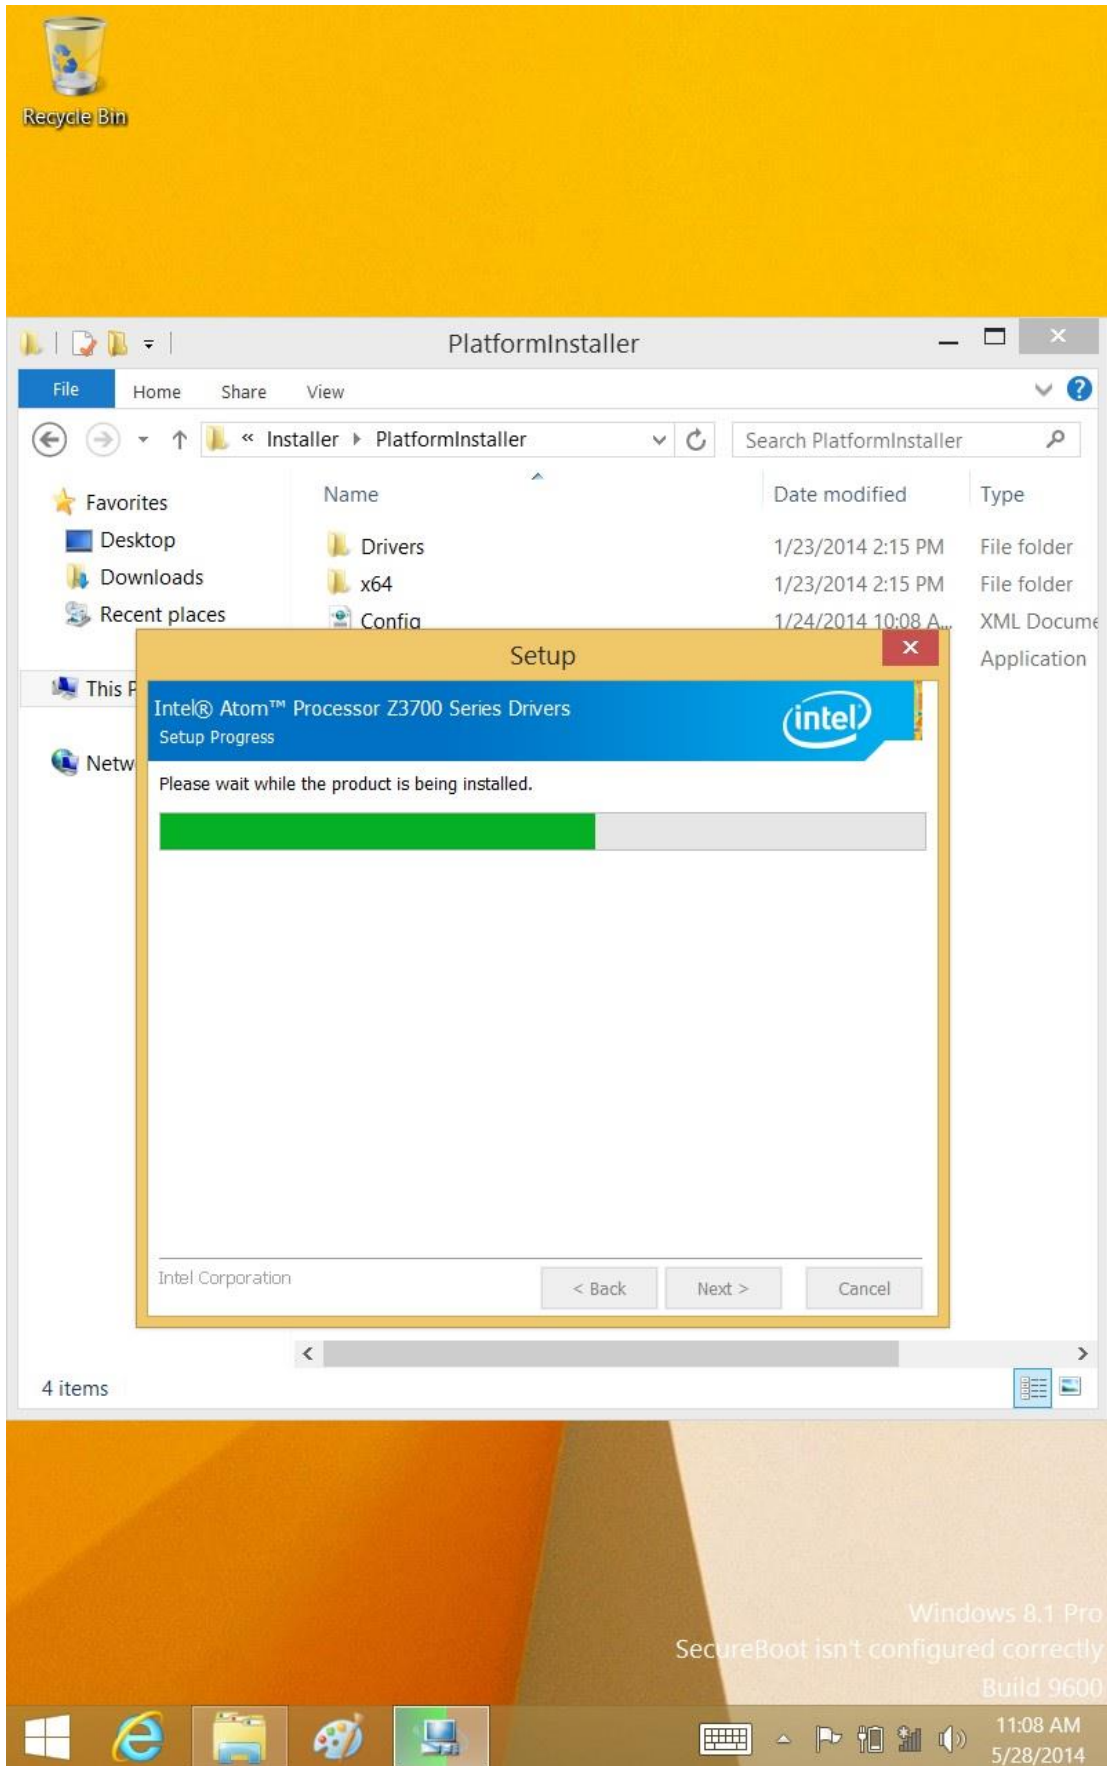 Recycle Bin
PlatformInstaller
File Home Share View
« Installer PlatformInstaller
Search PlatformInstaller
Name Date modified Type
Favorites
Desktop
Downloads
Recent places
This P
Netw
Drivers 1/23/2014 2:15 PM File folder
x64 1/23/2014 2:15 PM File folder
Config 1/24/2014 10:08 A... XML Docume
Application
Setup
Intel® Atom™ Processor Z3700 Series Drivers
Setup Progress
intel
Please wait while the product is being installed.
Intel Corporation
< Back Next > Cancel
4 items
Windows 8.1 Pro
SecureBoot isn't configured correctly
Build 9600
11:08 AM
5/28/2014